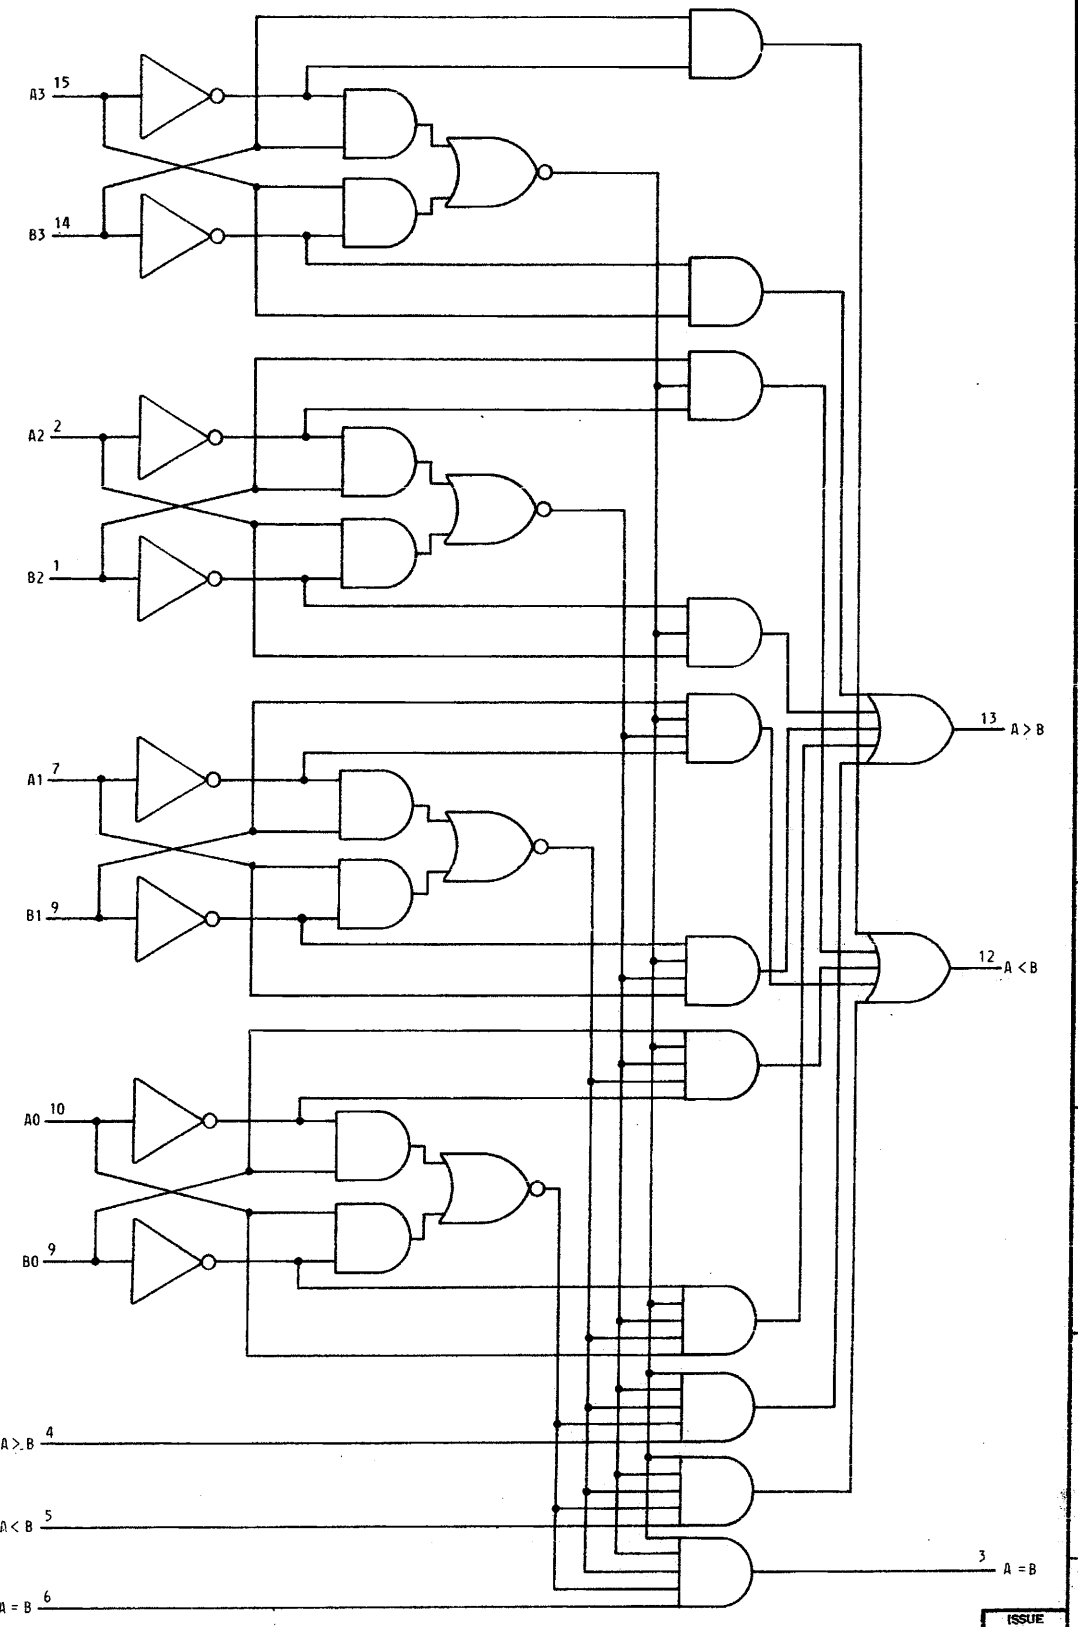 A3 15
B3 14
A2 2
B2 1
A1 7
B1 9
A0 10
B0 9
13 A > B
12 A < B
A > B 4
A < B 5
A = B 6
3 A = B
ISSUE